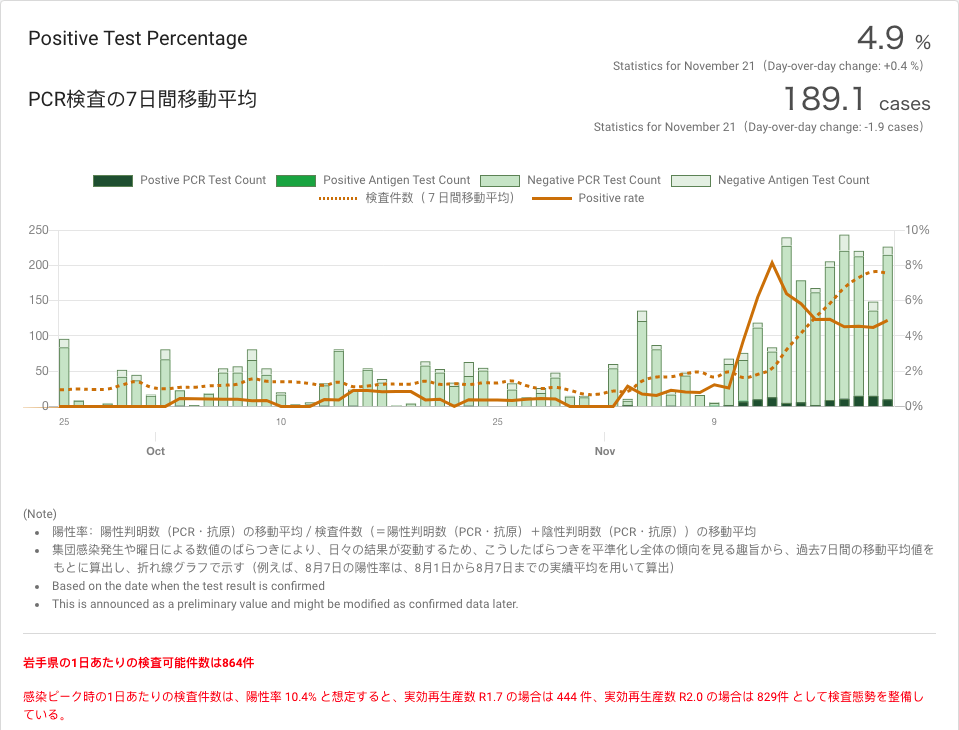 Positive Test Percentage
4.9 %
Statistics for November 21（Day-over-day change: +0.4 %）
PCR検査の7日間移動平均
189.1 cases
Statistics for November 21（Day-over-day change: -1.9 cases）
Postive PCR Test Count Positive Antigen Test Count Negative PCR Test Count Negative Antigen Test Count
検査件数（７日間移動平均） Positive rate
250 10%
200 8%
150 6%
100 4%
50 2%
0 0%
25 10 25 9
Oct Nov
(Note)
• 陽性率：陽性判明数（PCR・抗原）の移動平均 / 検査件数（＝陽性判明数（PCR・抗原）＋陰性判明数（PCR・抗原））の移動平均
• 集団感染発生や曜日による数値のばらつきにより、日々の結果が変動するため、こうしたばらつきを平準化し全体の傾向を見る趣旨から、過去7日間の移動平均値を
もとに算出し、折れ線グラフで示す（例えば、8月7日の陽性率は、8月1日から8月7日までの実績平均を用いて算出）
• Based on the date when the test result is confirmed
• This is announced as a preliminary value and might be modified as confirmed data later.
岩手県の1日あたりの検査可能件数は864件
感染ピーク時の1日あたりの検査件数は、陽性率 10.4% と想定すると、実効再生産数 R1.7 の場合は 444 件、実効再生産数 R2.0 の場合は 829件 として検査態勢を整備し
ている。